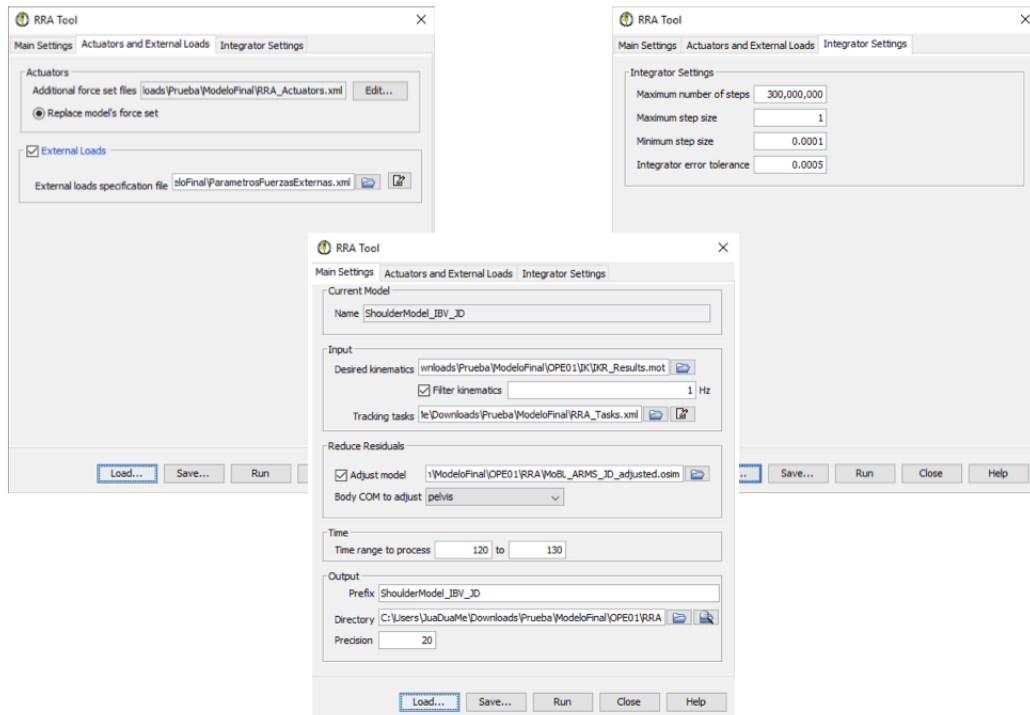 RRA Tool
Main Settings Actuators and External Loads Integrator Settings
Actuators
Additional force set files loads\Prueba\ModeloFinal\RRA_Actuators.xml Edit...
Replace model's force set
External Loads
External loads specification file eloFinal\ParametrosFuerzasExternas.xml
Load... Save... Run
RRA Tool
Main Settings Actuators and External Loads Integrator Settings
Integrator Settings
Maximum number of steps 300,000,000
Maximum step size 1
Minimum step size 0.0001
Integrator error tolerance 0.0005
... Save... Run Close Help
RRA Tool
Main Settings Actuators and External Loads Integrator Settings
Current Model
Name ShoulderModel_IBV_JD
Input
Desired kinematics wnloads\Prueba\ModeloFinal\OPE01\IK\IKR_Results.mot
Filter kinematics 1 Hz
Tracking tasks \Downloads\Prueba\ModeloFinal\RRA_Tasks.xml
Reduce Residuals
Adjust model \ModeloFinal\OPE01\RRA\MoBL_ARMS_JD_adjusted.osim
Body COM to adjust pelvis
Time
Time range to process 120 to 130
Output
Prefix ShoulderModel_IBV_JD
Directory C:\Users\JuaDuaMe\Downloads\Prueba\ModeloFinal\OPE01\RRA
Precision 20
Load... Save... Run Close Help